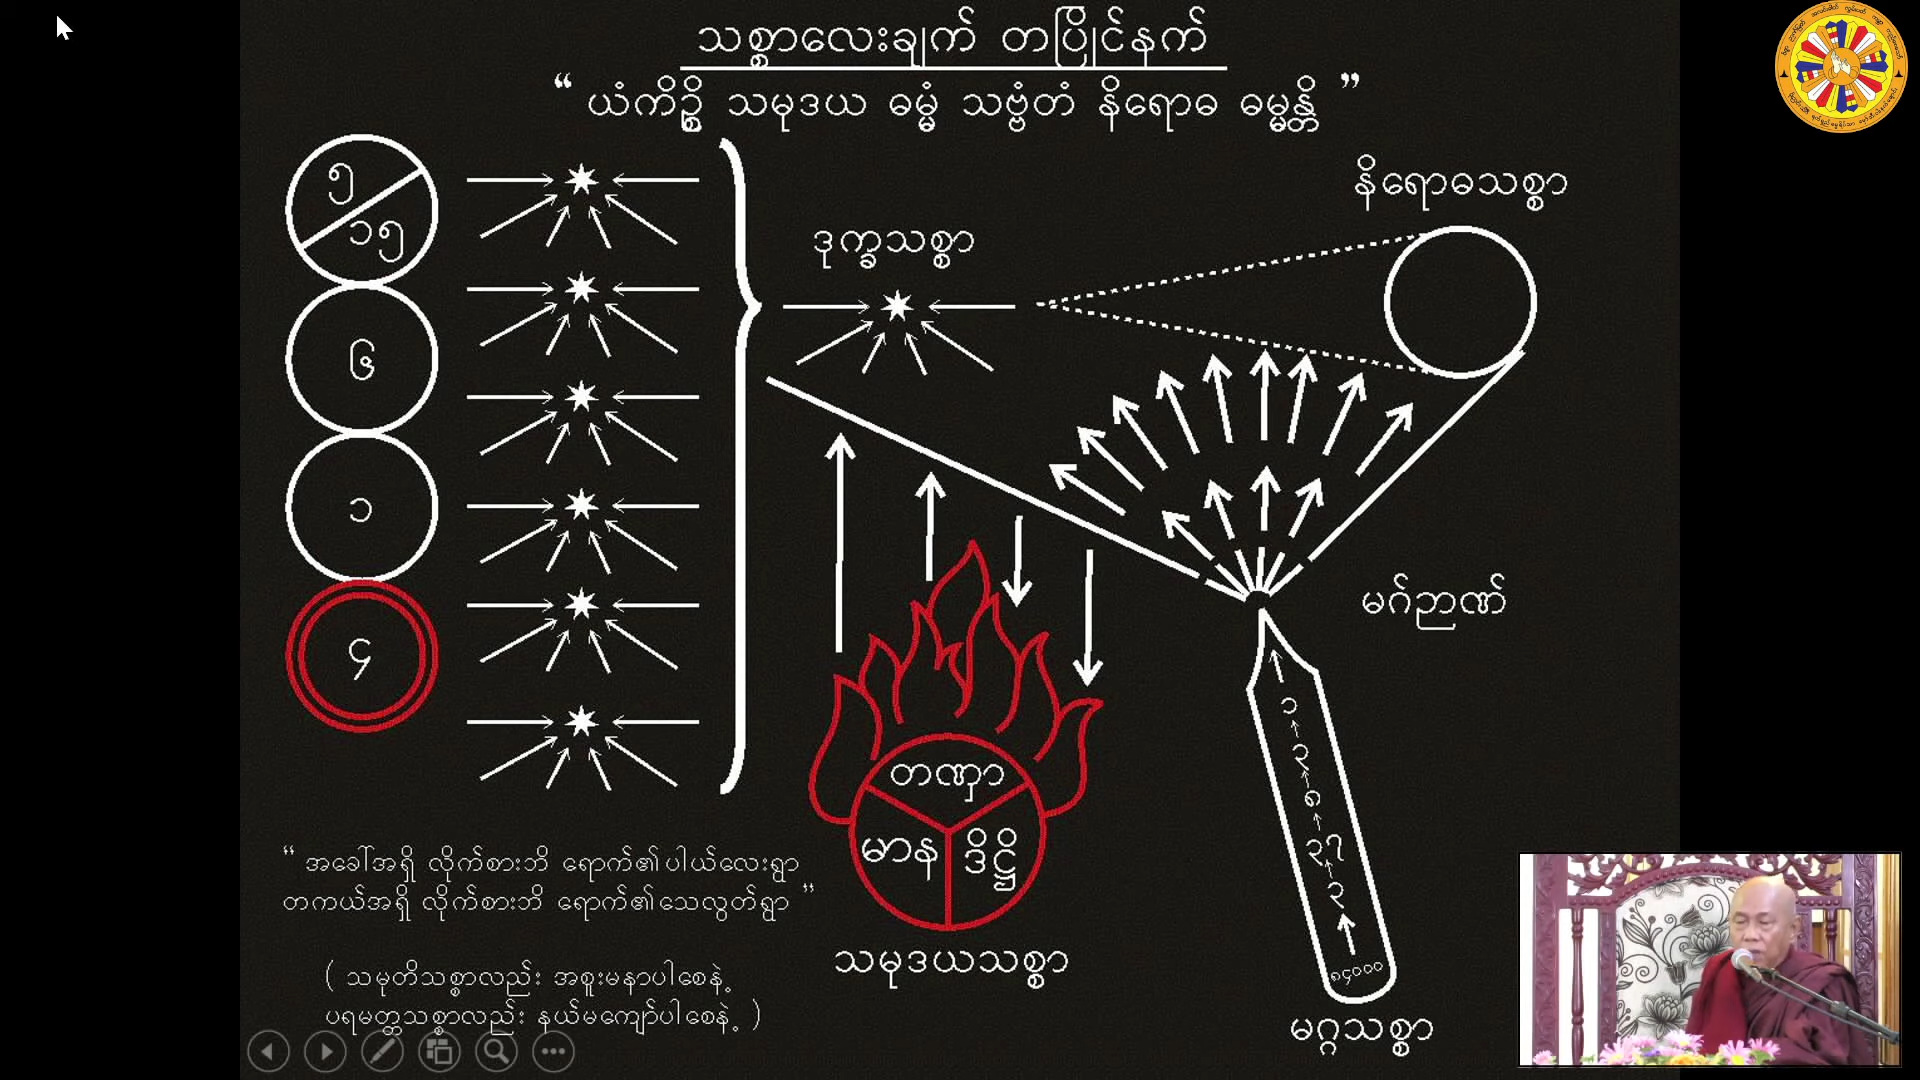 သစ္စာလေးချက် တပြိုင်နက်
“ ယံကိဉ္စိ သမုဒယ ဓမ္မံ သဗ္ဗံတံ နိရောဓ ဓမ္မန္တိ ”
၅
၁၅
၆
၁
၄
ဒုက္ခသစ္စာ
နိရောဓသစ္စာ
မဂ်ဉာဏ်
တဏှာ
မာန
ဒိဋ္ဌိ
သမုဒယသစ္စာ
၈၄၀၀၀
မဂ္ဂသစ္စာ
“ အခေါ်အရှိ လိုက်စားဘိ ရောက်၏ပါယ်လေးရွာ
တကယ်အရှိ လိုက်စားဘိ ရောက်၏သေလွတ်ရွာ ”
( သမုတိသစ္စာလည်း အစူးမနာပါစေနဲ့
ပရမတ္တသစ္စာလည်း နယ်မကျော်ပါစေနဲ့ )